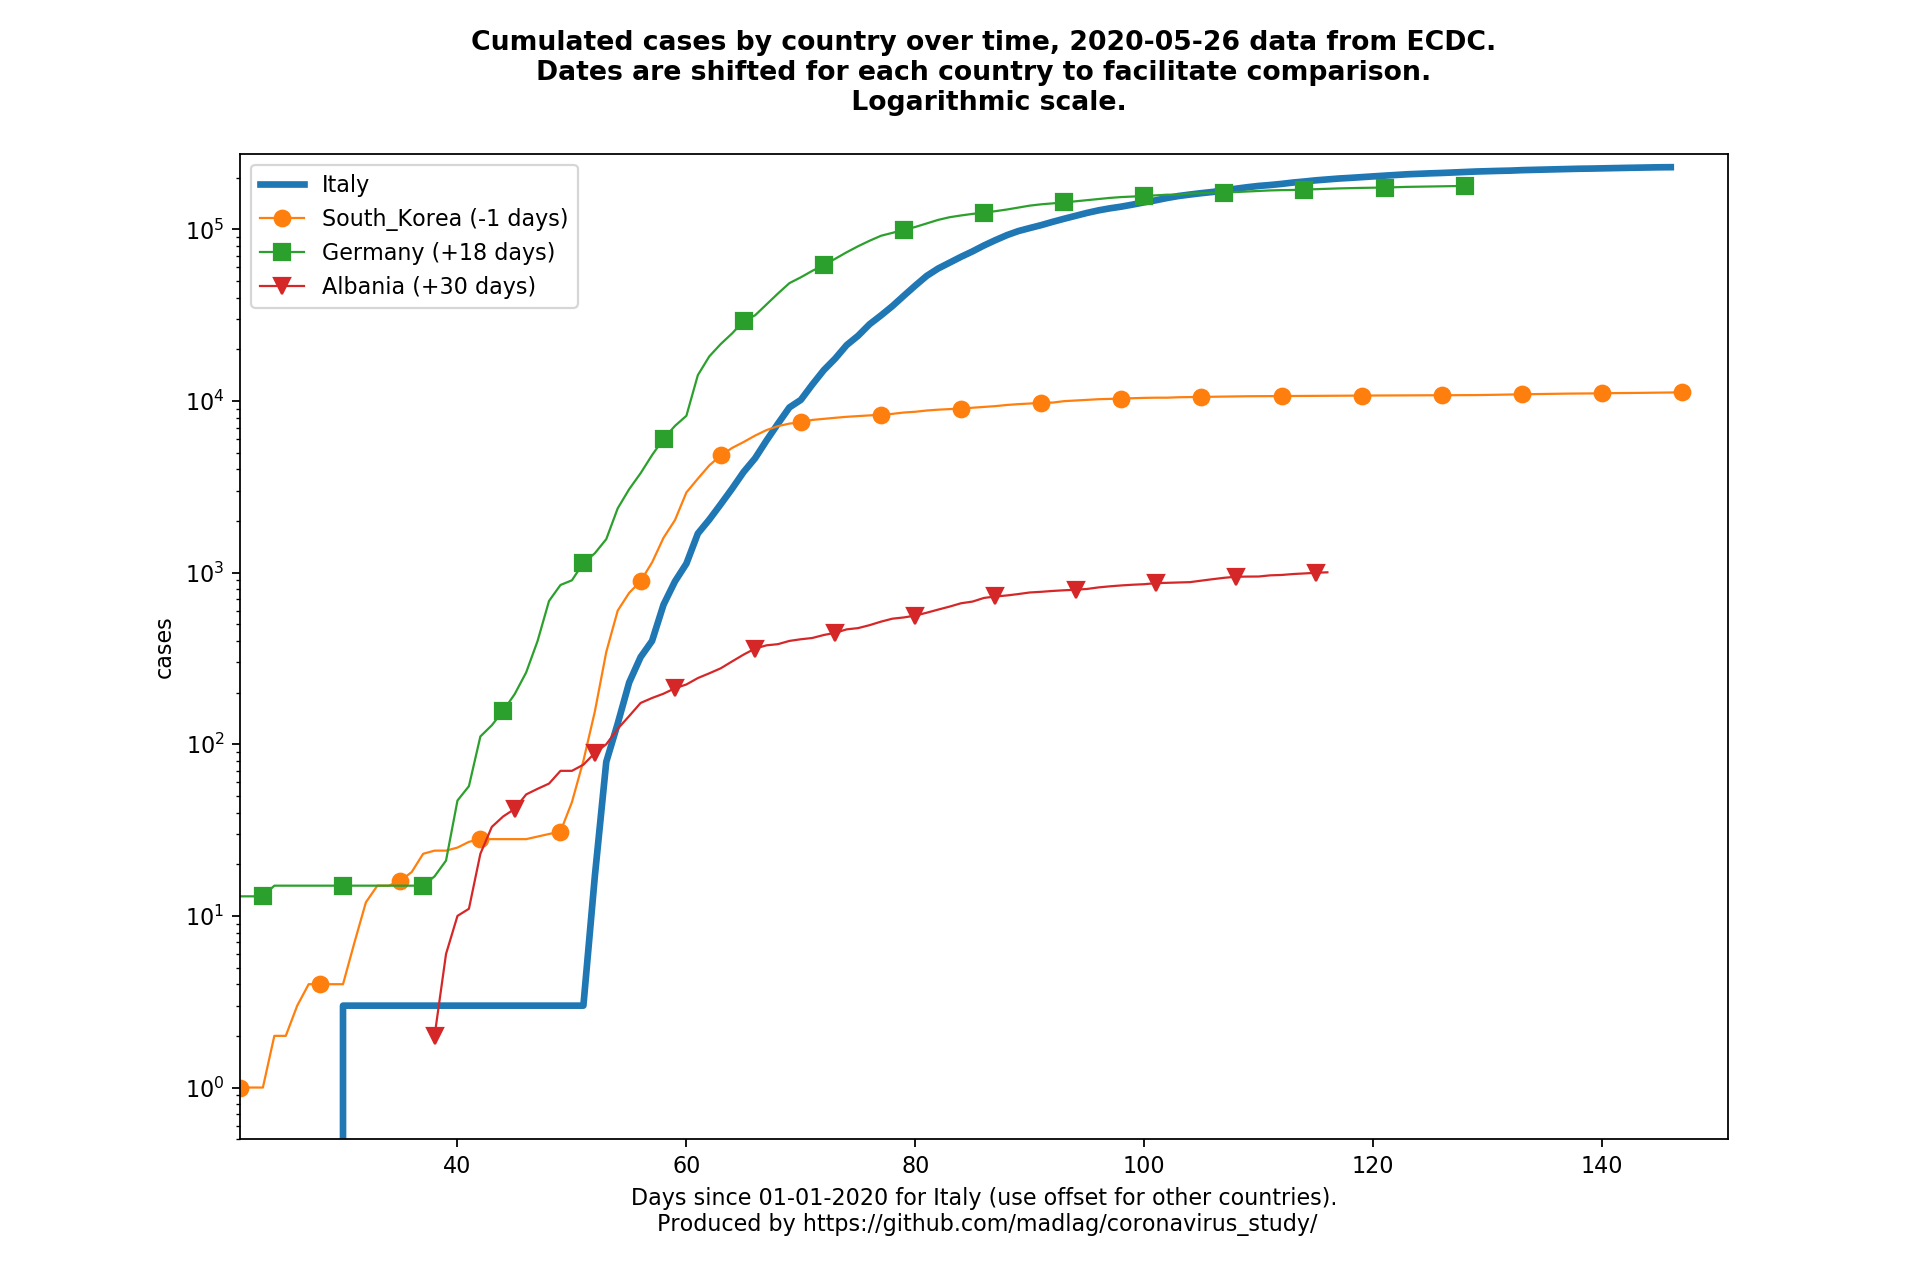 Cumulated cases by country over time, 2020-05-26 data from ECDC.
Dates are shifted for each country to facilitate comparison.
Logarithmic scale.
Italy
South_Korea (-1 days)
Germany (+18 days)
Albania (+30 days)
10^5
10^4
10^3
10^2
10^1
10^0
cases
40 60 80 100 120 140
Days since 01-01-2020 for Italy (use offset for other countries).
Produced by https://github.com/madlag/coronavirus_study/